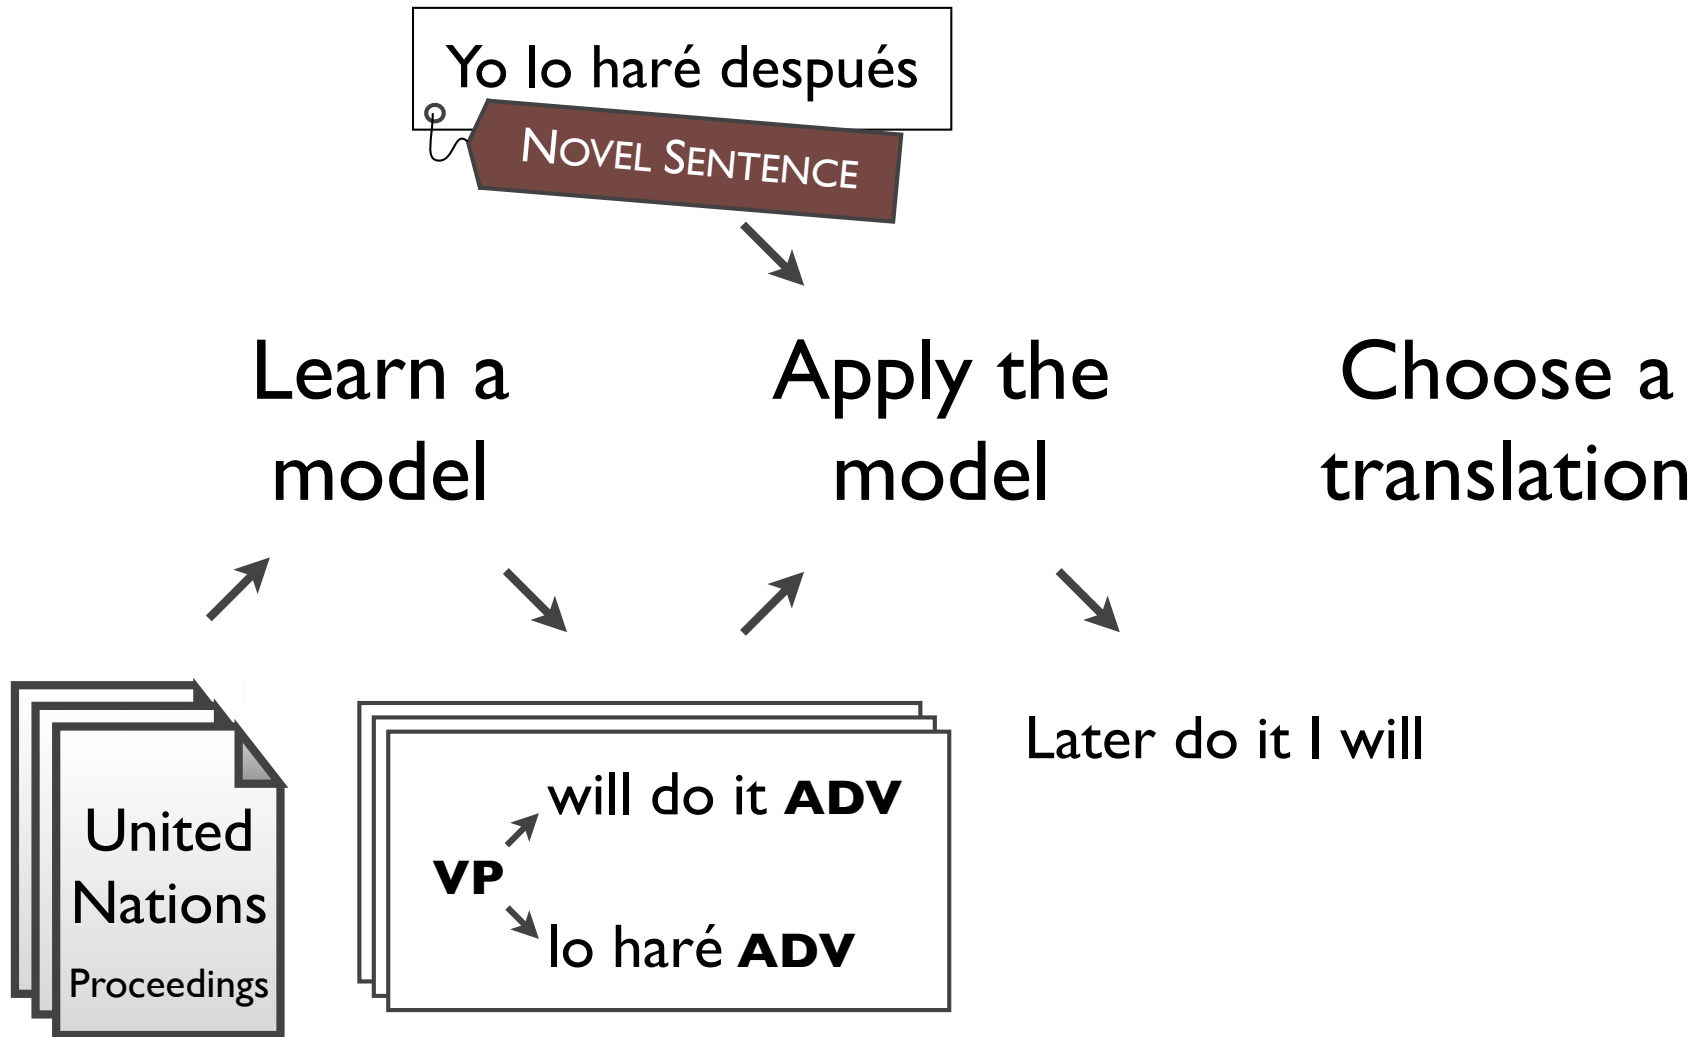 Yo lo haré después
NOVEL SENTENCE
Learn a
model
Apply the
model
Choose a
translation
United
Nations
Proceedings
will do it ADV
VP
lo haré ADV
Later do it I will